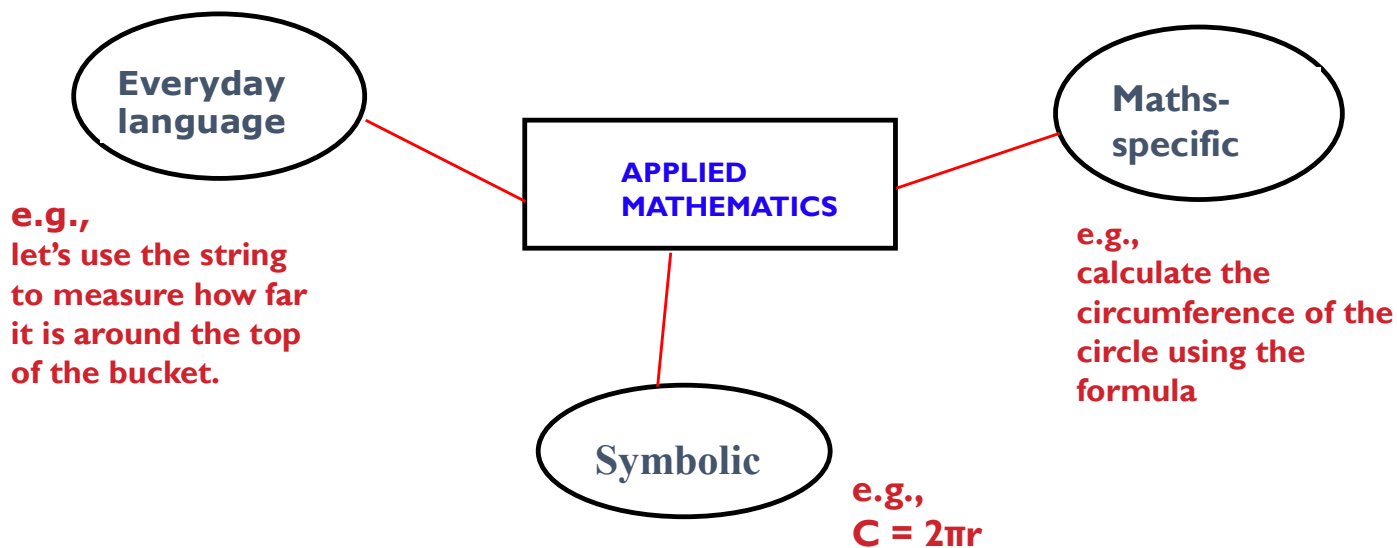 Everyday
language
APPLIED
MATHEMATICS
Maths-
specific
e.g.,
let’s use the string
to measure how far
it is around the top
of the bucket.
e.g.,
calculate the
circumference of the
circle using the
formula
Symbolic
e.g.,
C = 2πr